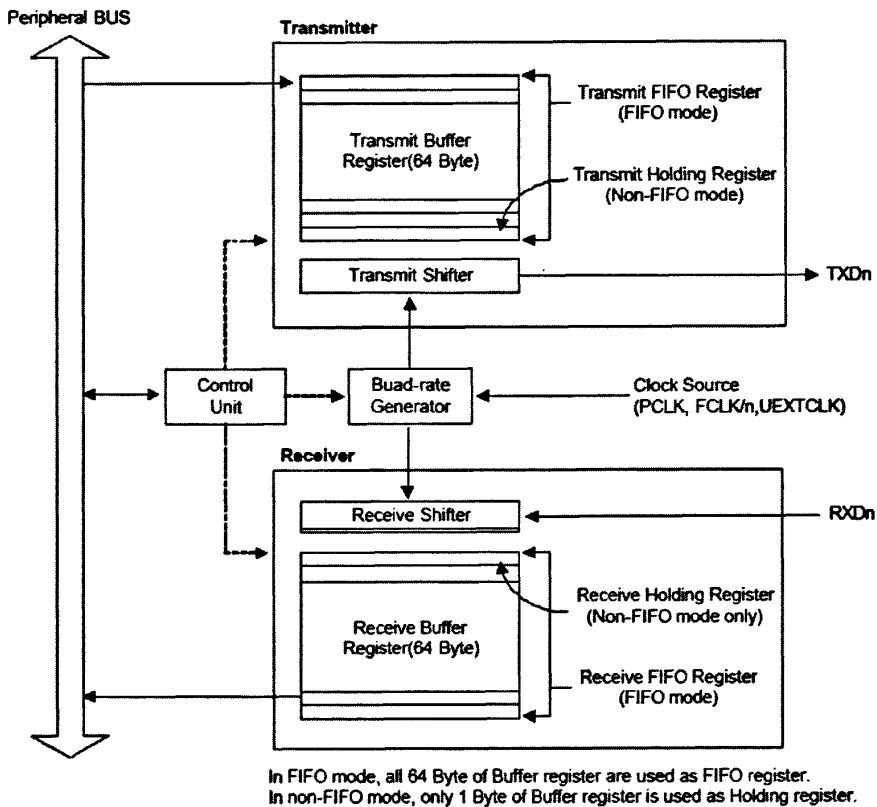 Peripheral BUS
Transmitter
Transmit FIFO Register
(FIFO mode)
Transmit Buffer
Register(64 Byte)
Transmit Holding Register
(Non-FIFO mode)
Transmit Shifter
TXDn
Control
Unit
Buad-rate
Generator
Clock Source
(PCLK, FCLK/n,UEXTCLK)
Receiver
Receive Shifter
RXDn
Receive Holding Register
(Non-FIFO mode only)
Receive Buffer
Register(64 Byte)
Receive FIFO Register
(FIFO mode)
In FIFO mode, all 64 Byte of Buffer register are used as FIFO register.
In non-FIFO mode, only 1 Byte of Buffer register is used as Holding register.